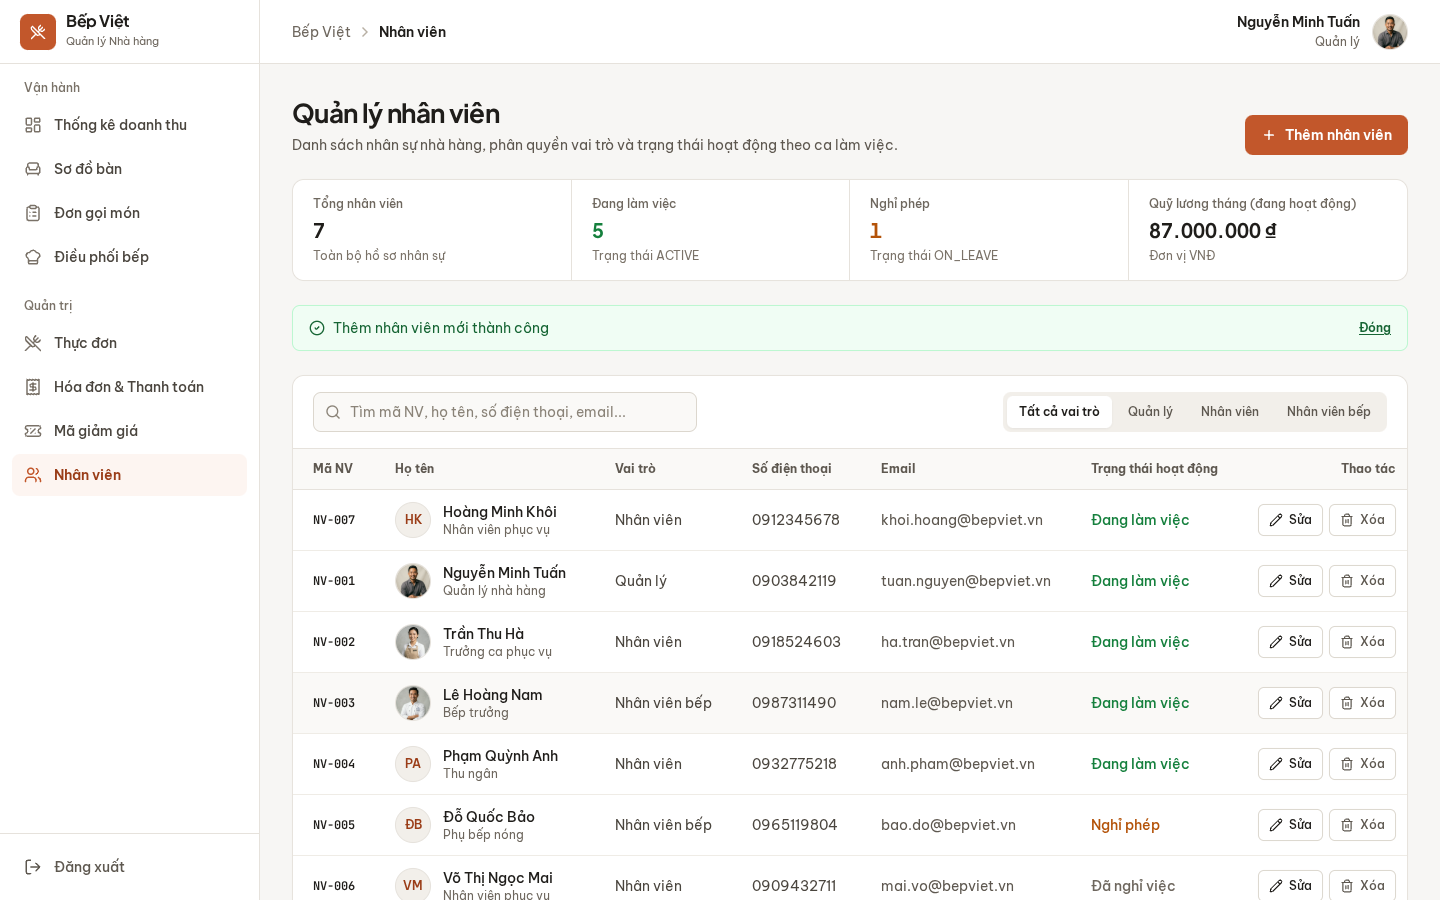 Bếp Việt
Quản lý Nhà hàng
Bếp Việt
Nhân viên
Nguyễn Minh Tuấn
Quản lý
Vận hành
Thống kê doanh thu
Sơ đồ bàn
Đơn gọi món
Điều phối bếp
Quản trị
Thực đơn
Hóa đơn & Thanh toán
Mã giảm giá
Nhân viên
Đăng xuất
Quản lý nhân viên
Danh sách nhân sự nhà hàng, phân quyền vai trò và trạng thái hoạt động theo ca làm việc.
Thêm nhân viên
Tổng nhân viên
7
Toàn bộ hồ sơ nhân sự
Đang làm việc
5
Trạng thái ACTIVE
Nghỉ phép
1
Trạng thái ON_LEAVE
Quỹ lương tháng (đang hoạt động)
87.000.000 ₫
Đơn vị VNĐ
Thêm nhân viên mới thành công
Đóng
Tìm mã NV, họ tên, số điện thoại, email...
Tất cả vai trò Quản lý Nhân viên Nhân viên bếp
Mã NV Họ tên Vai trò Số điện thoại Email Trạng thái hoạt động Thao tác
NV-007 HK Hoàng Minh Khôi Nhân viên 0912345678 khoi.hoang@bepviet.vn Đang làm việc Sửa Xóa
Nhân viên phục vụ
NV-001 Nguyễn Minh Tuấn Quản lý 0903842119 tuan.nguyen@bepviet.vn Đang làm việc Sửa Xóa
Quản lý nhà hàng
NV-002 Trần Thu Hà Nhân viên 0918524603 ha.tran@bepviet.vn Đang làm việc Sửa Xóa
Trưởng ca phục vụ
NV-003 Lê Hoàng Nam Nhân viên bếp 0987311490 nam.le@bepviet.vn Đang làm việc Sửa Xóa
Bếp trưởng
NV-004 PA Phạm Quỳnh Anh Nhân viên 0932775218 anh.pham@bepviet.vn Đang làm việc Sửa Xóa
Thu ngân
NV-005 ĐB Đỗ Quốc Bảo Nhân viên bếp 0965119804 bao.do@bepviet.vn Nghỉ phép Sửa Xóa
Phụ bếp nóng
NV-006 VM Võ Thị Ngọc Mai Nhân viên 0909432711 mai.vo@bepviet.vn Đã nghỉ việc Sửa Xóa
Nhân viên phục vụ